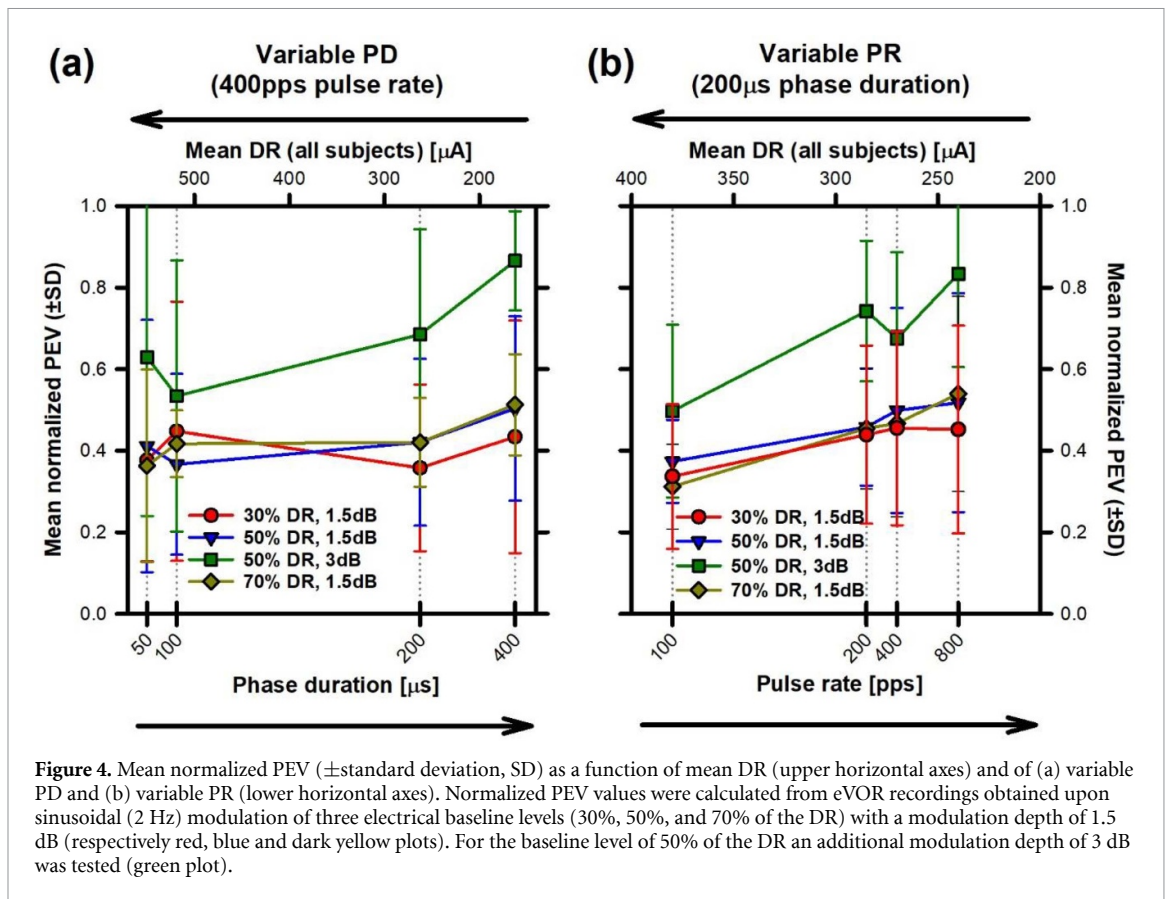 (a)
Variable PD
(400pps pulse rate)
Mean DR (all subjects) [μA]
500 400 300 200
1.0
0.8
0.6
0.4
0.2
0.0
Mean normalized PEV (±SD)
30% DR, 1.5dB
50% DR, 1.5dB
50% DR, 3dB
70% DR, 1.5dB
50 100 200 400
Phase duration [μs]
(b)
Variable PR
(200μs phase duration)
Mean DR (all subjects) [μA]
400 350 300 250 200
1.0
0.8
0.6
0.4
0.2
0.0
Mean normalized PEV (±SD)
30% DR, 1.5dB
50% DR, 1.5dB
50% DR, 3dB
70% DR, 1.5dB
100 200 400 800
Pulse rate [pps]
Figure 4. Mean normalized PEV (±standard deviation, SD) as a function of mean DR (upper horizontal axes) and of (a) variable
PD and (b) variable PR (lower horizontal axes). Normalized PEV values were calculated from eVOR recordings obtained upon
sinusoidal (2 Hz) modulation of three electrical baseline levels (30%, 50%, and 70% of the DR) with a modulation depth of 1.5
dB (respectively red, blue and dark yellow plots). For the baseline level of 50% of the DR an additional modulation depth of 3 dB
was tested (green plot).